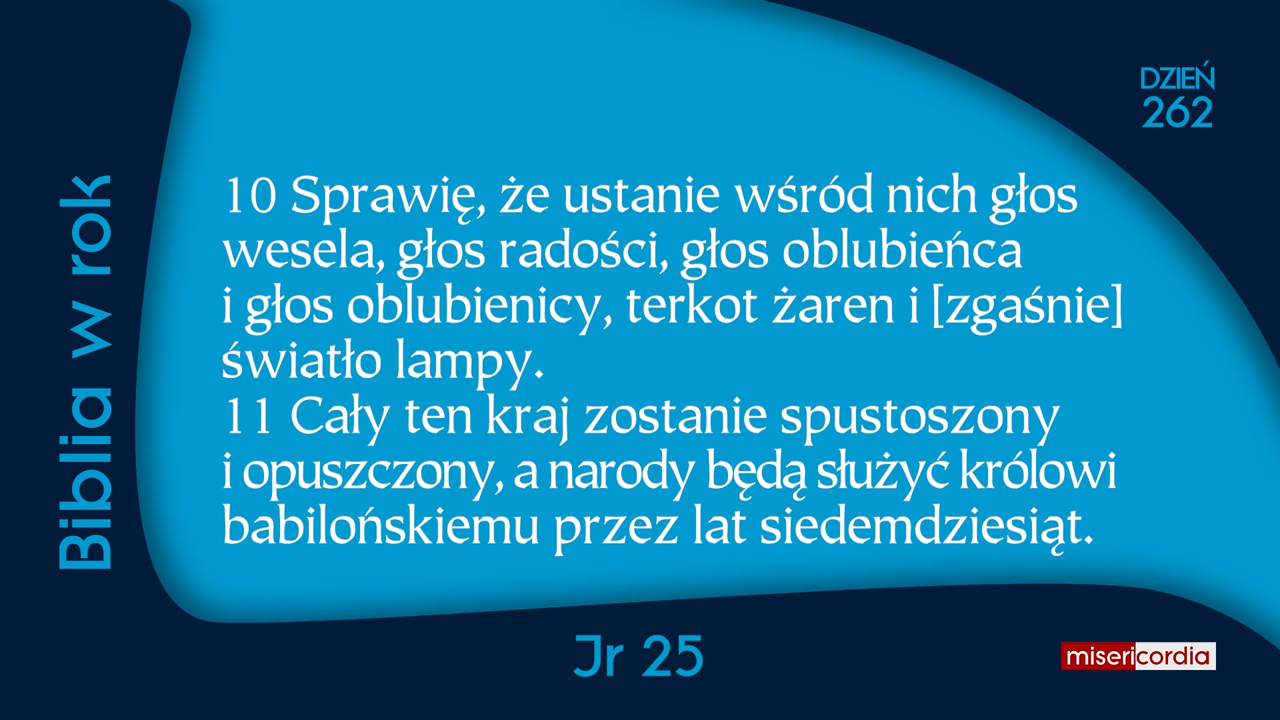 DZIEŃ
262
Biblia w rok
10 Sprawię, że ustanie wśród nich głos
wesela, głos radości, głos oblubieńca
i głos oblubienicy, terkot żaren i [zgaśnie]
światło lampy.
11 Cały ten kraj zostanie spustoszony
i opuszczony, a narody będą służyć królowi
babilońskiemu przez lat siedemdziesiąt.
Jr 25
misericordia